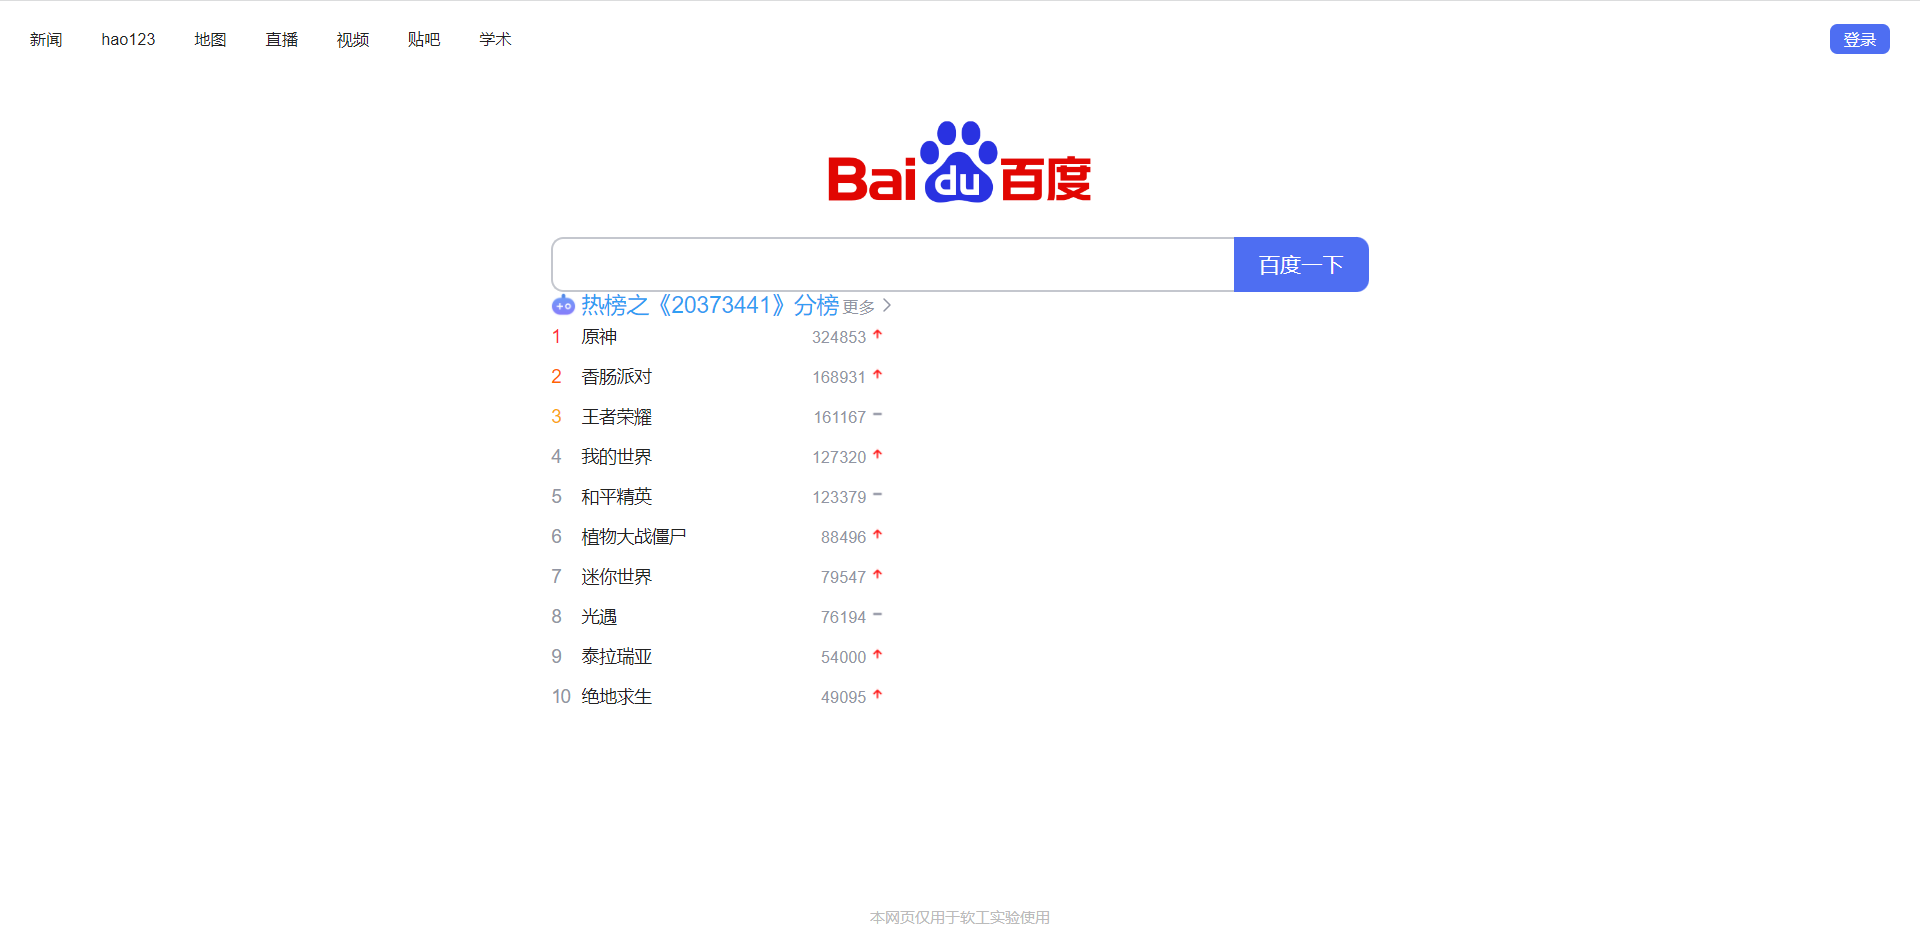 新闻 hao123 地图 直播 视频 贴吧 学术 登录
Bai du 百度
百度一下
热榜之《20373441》分榜 更多
1 原神 324853
2 香肠派对 168931
3 王者荣耀 161167
4 我的世界 127320
5 和平精英 123379
6 植物大战僵尸 88496
7 迷你世界 79547
8 光遇 76194
9 泰拉瑞亚 54000
10 绝地求生 49095
本网页仅用于软工实验使用